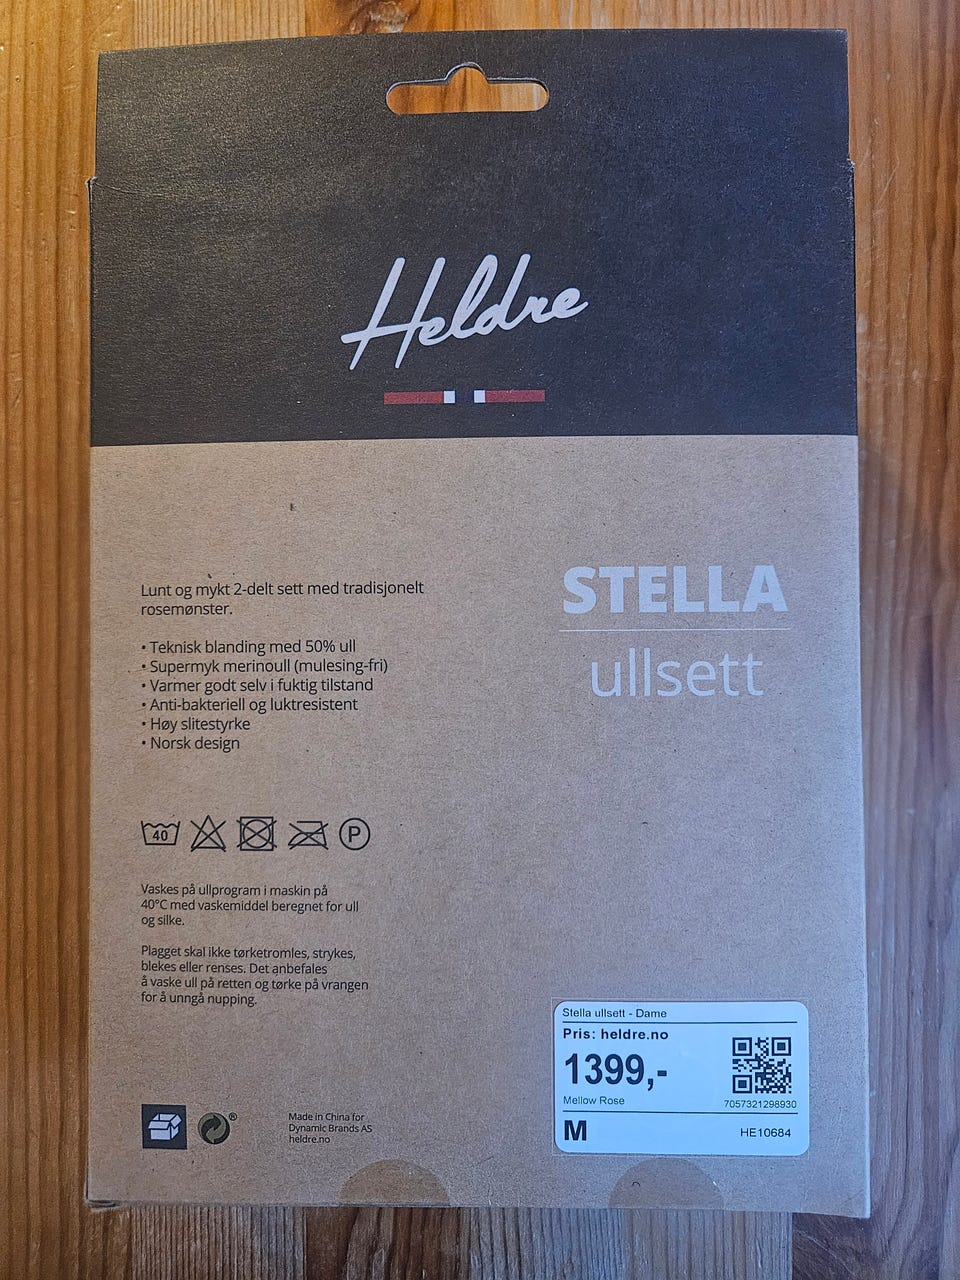 Heldre
Lunt og mykt 2-delt sett med tradisjonelt
rosemønster.
• Teknisk blanding med 50% ull
• Supermyk merinoull (mulesing-fri)
• Varmer godt selv i fuktig tilstand
• Anti-bakteriell og luktresistent
• Høy slitestyrke
• Norsk design
STELLA
ullsett
40
P
Vaskes på ullprogram i maskin på
40°C med vaskemiddel beregnet for ull
og silke.
Plagget skal ikke tørketromles, strykes,
blekes eller renses. Det anbefales
å vaske ull på retten og tørke på vrangen
for å unngå nupping.
®
Made in China for
Dynamic Brands AS
heldre.no
Stella ullsett - Dame
Pris: heldre.no
1399,-
Mellow Rose
7057321298930
M
HE10684